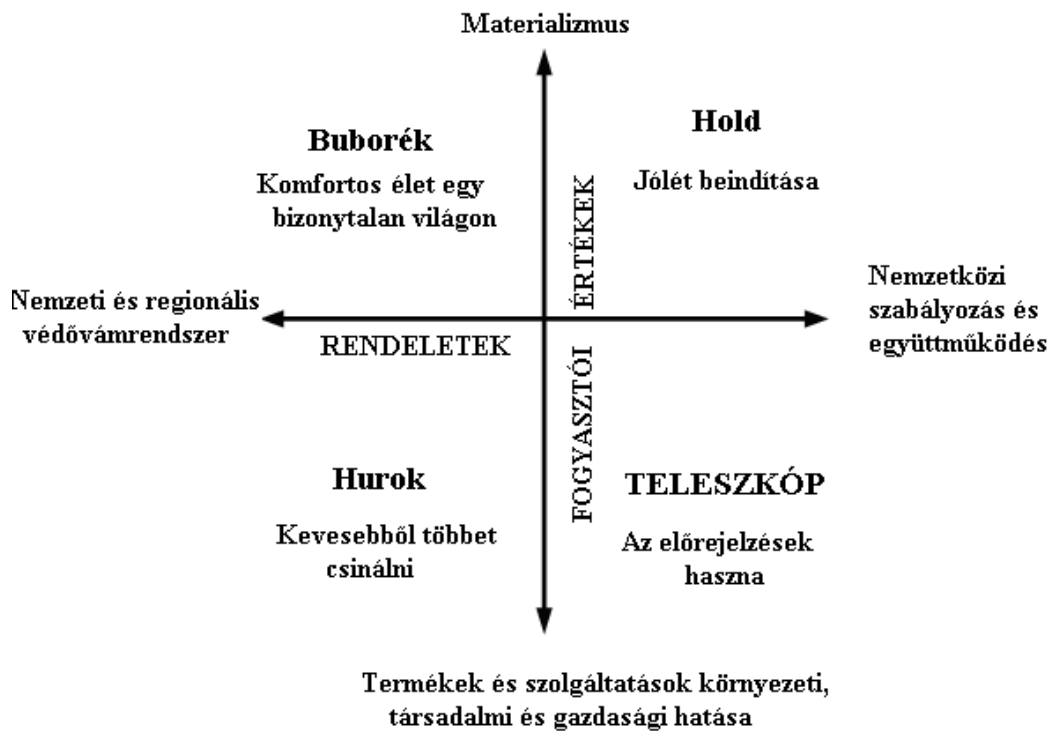 Materializmus
Buborék
Komfortos élet egy
bizonytalan világon
Hold
Jólét beindítása
ÉRTÉKEK
Nemzeti és regionális
védővámrendszer
RENDELETEK
Nemzetközi
szabályozás és
együttműködés
FOGYASZTÓI
Hurok
Kevesebből többet
csinálni
TELESZKÓP
Az előrejelzések
haszna
Termékek és szolgáltatások környezeti,
társadalmi és gazdasági hatása